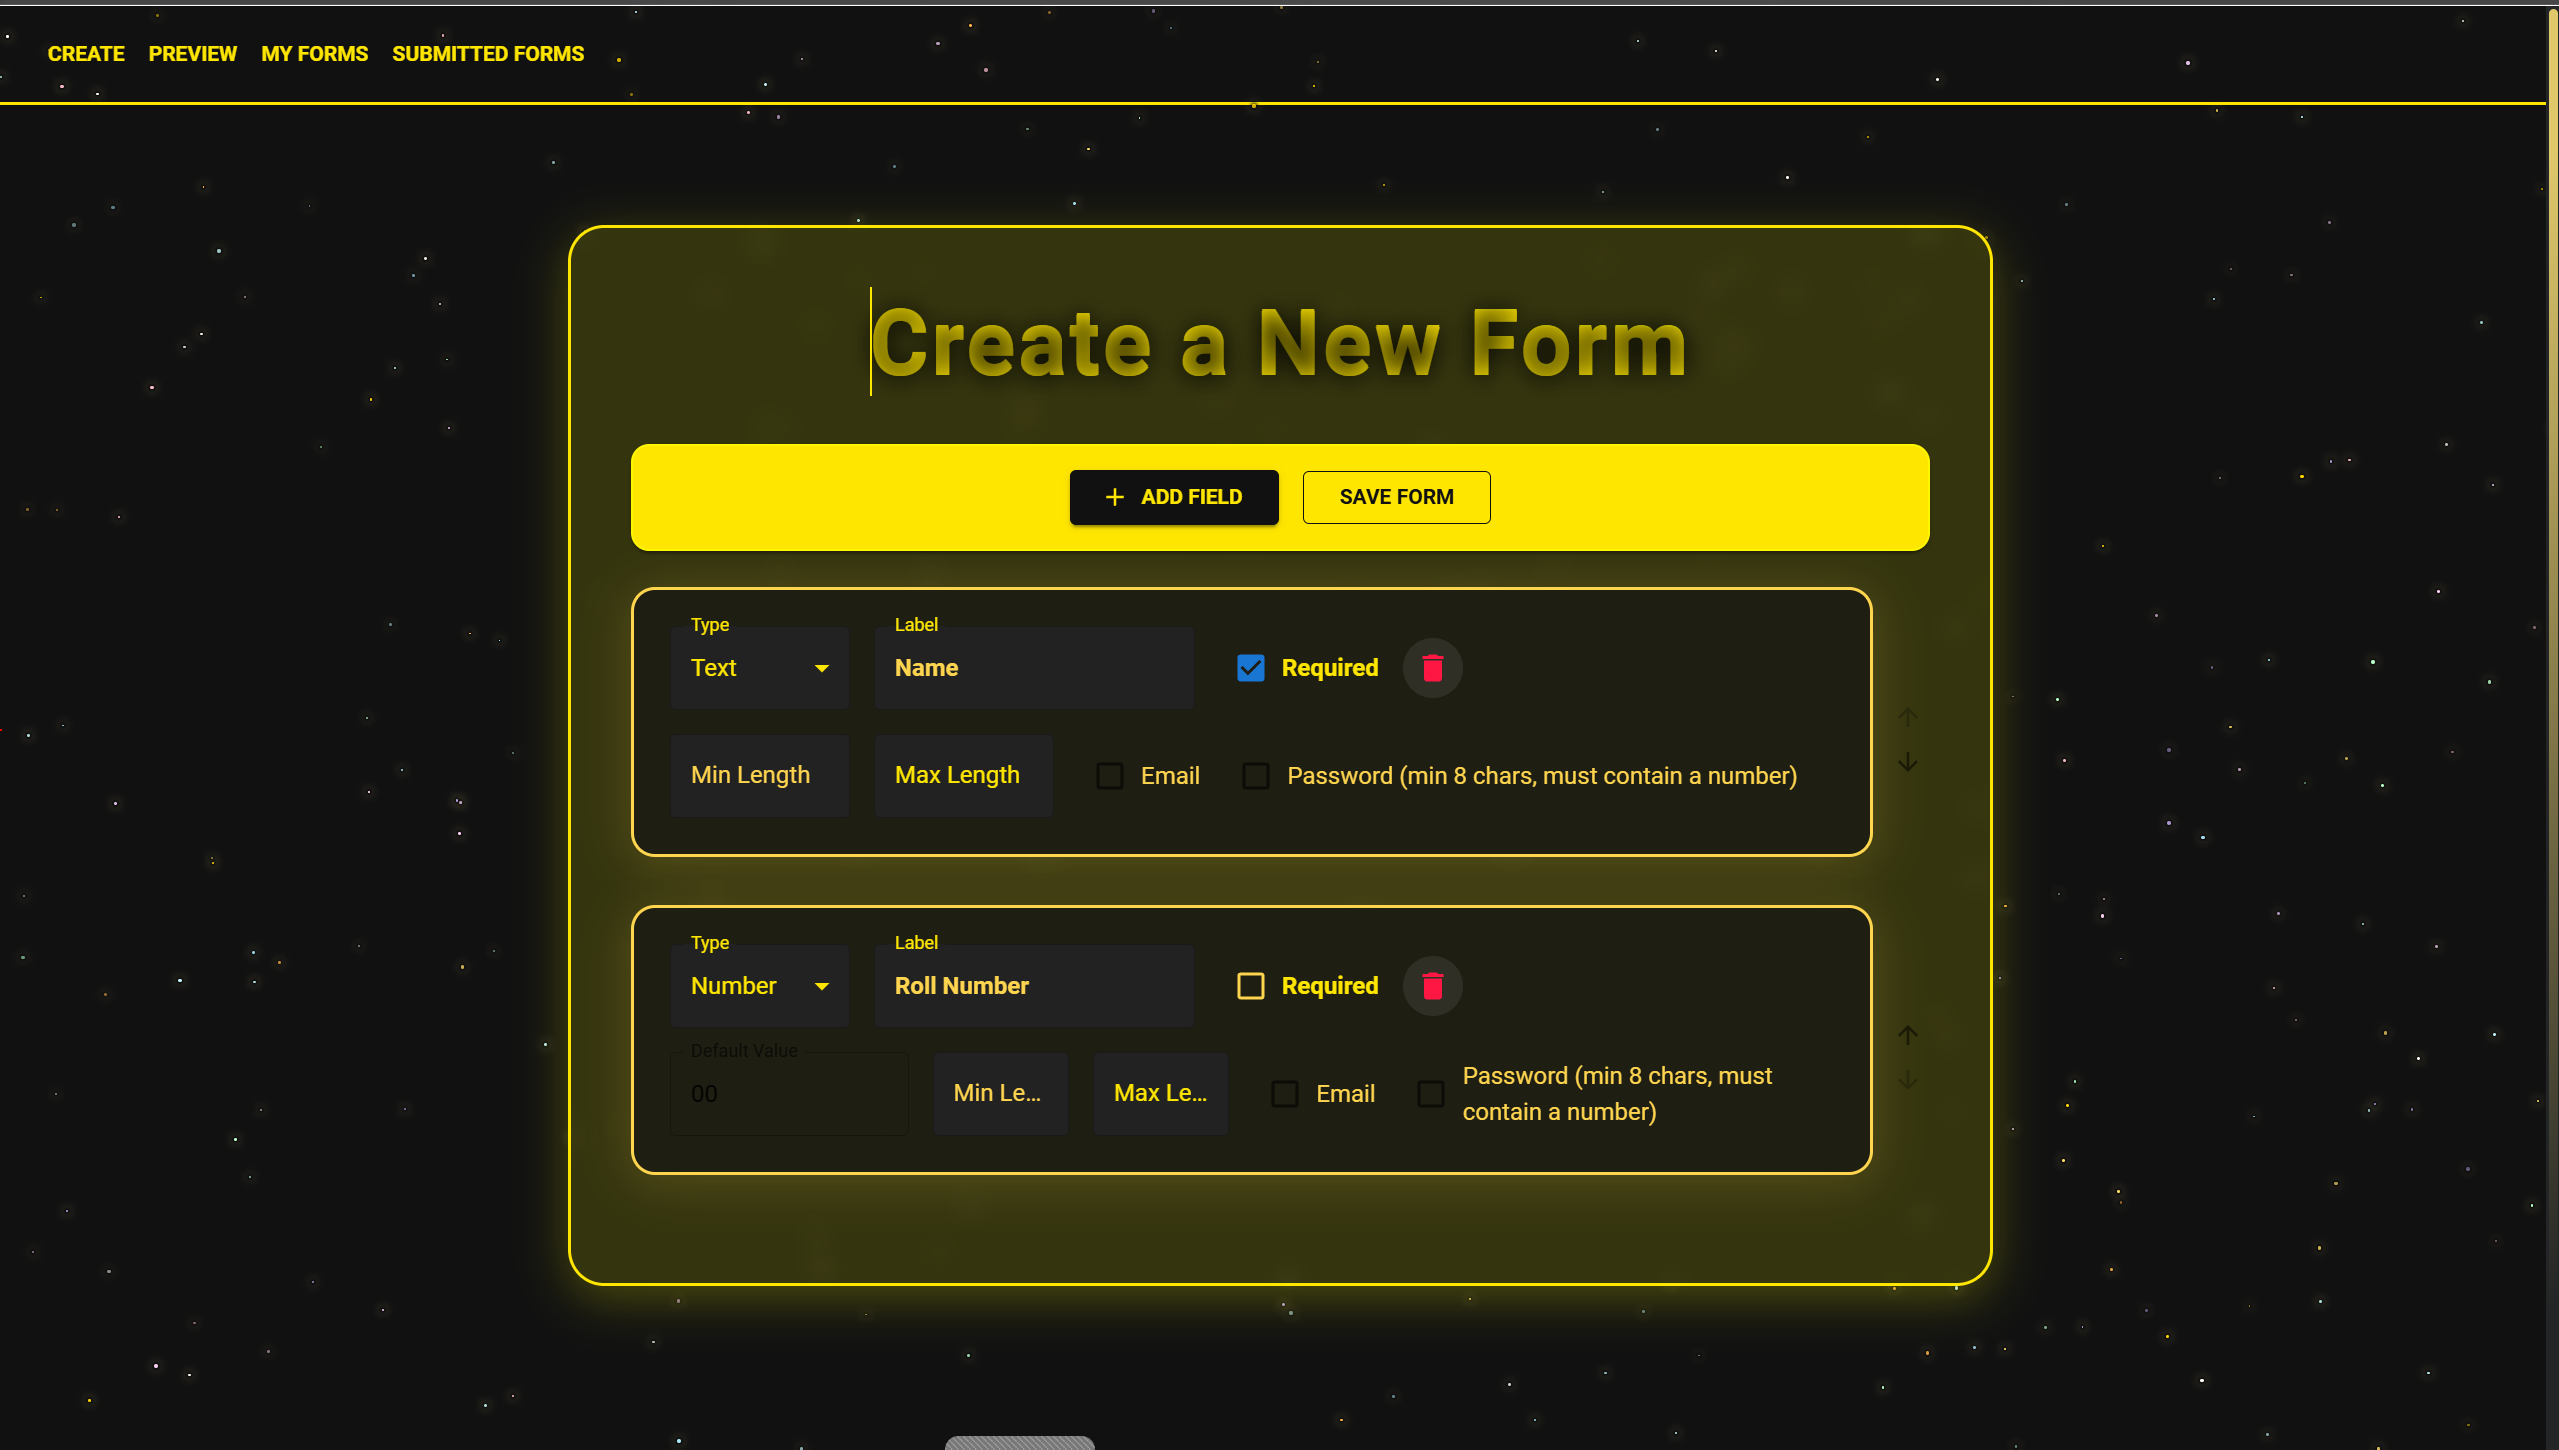 CREATE PREVIEW MY FORMS SUBMITTED FORMS
Create a New Form
ADD FIELD SAVE FORM
Type Label
Text Name Required
Min Length Max Length Email Password (min 8 chars, must contain a number)
Type Label
Number Roll Number Required
Default Value
00 Min Le... Max Le... Email Password (min 8 chars, must
contain a number)